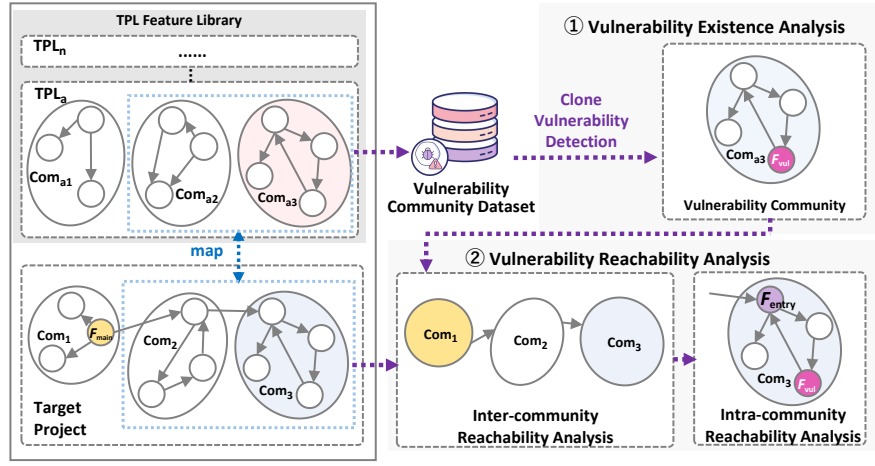 TPL Feature Library
TPLn
......
TPLa
Coma1
Coma2
Coma3
map
Com1
Fmain
Com2
Com3
Target
Project
Vulnerability
Community Dataset
Clone
Vulnerability
Detection
① Vulnerability Existence Analysis
Coma3
Fvul
Vulnerability Community
② Vulnerability Reachability Analysis
Com1
Com2
Com3
Inter-community
Reachability Analysis
Fentry
Com3
Fvul
Intra-community
Reachability Analysis